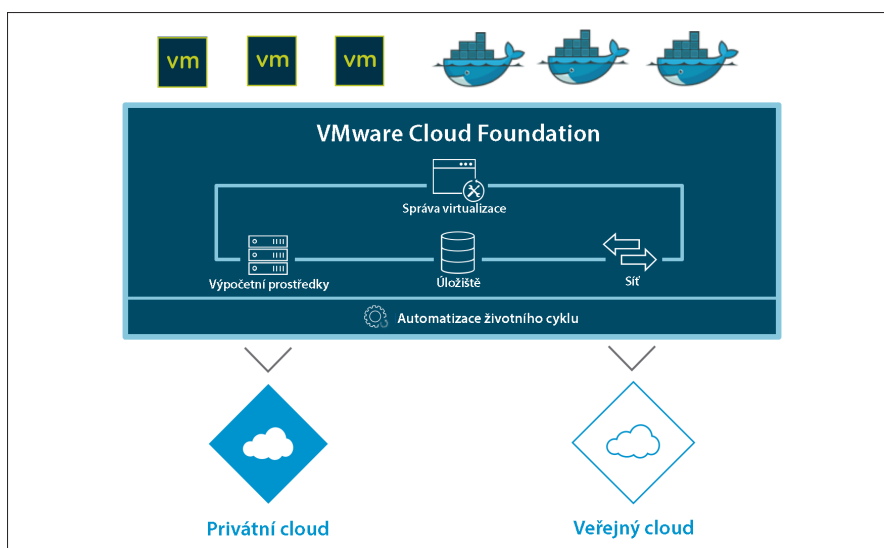 vm vm vm
VMware Cloud Foundation
Správa virtualizace
Výpočetní prostředky Úložiště Síť
Automatizace životního cyklu
Privátní cloud Veřejný cloud